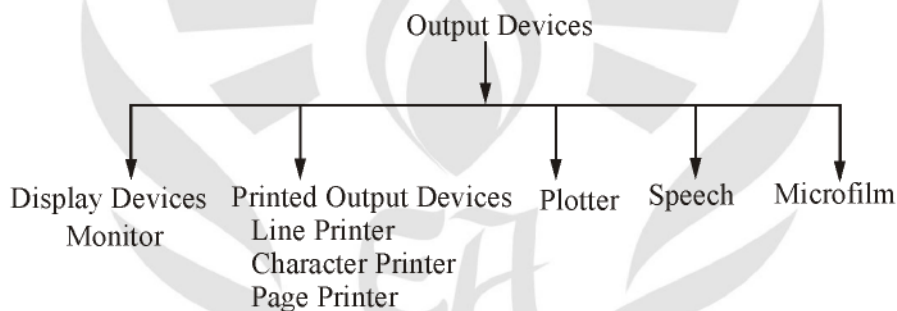 Output Devices
Display Devices
Monitor
Printed Output Devices
Line Printer
Character Printer
Page Printer
Plotter
Speech
Microfilm